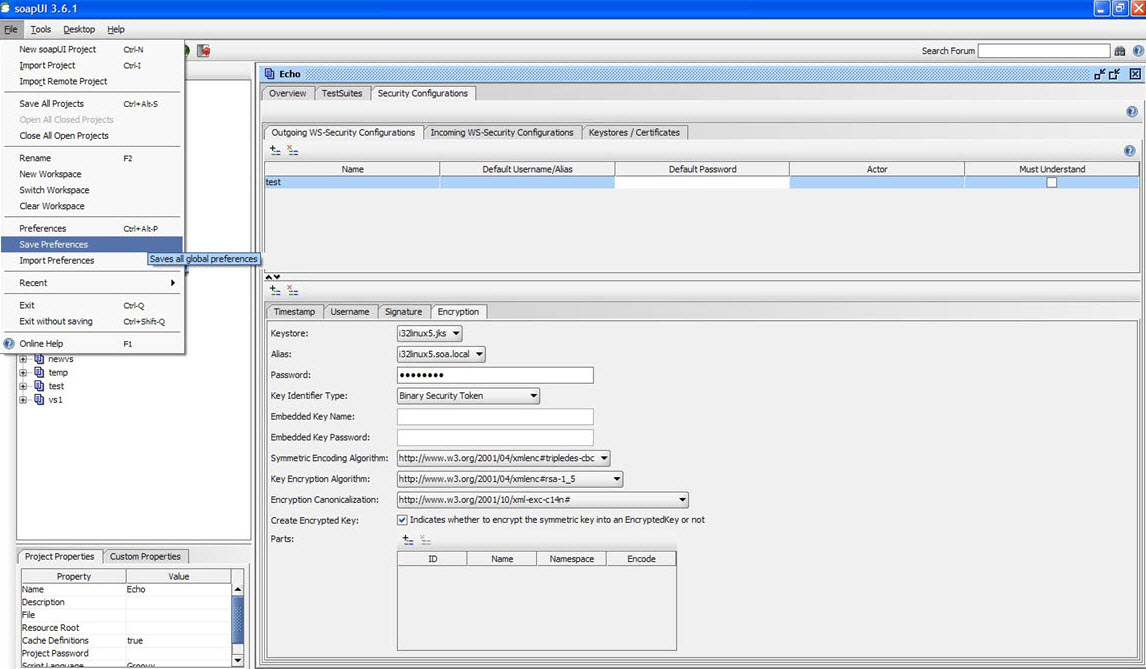 soapUI 3.6.1
File Tools Desktop Help
New soapUI Project Ctrl-N
Import Project Ctrl-I
Import Remote Project
Save All Projects Ctrl+Alt-S
Open All Closed Projects
Close All Open Projects
Rename F2
New Workspace
Switch Workspace
Clear Workspace
Preferences Ctrl+Alt-P
Save Preferences
Import Preferences
Saves all global preferences
Recent
Exit Ctrl-Q
Exit without saving Ctrl+Shift-Q
Online Help F1
newvs
temp
test
vs1
Project Properties Custom Properties
Property Value
Name Echo
Description
File
Resource Root
Cache Definitions true
Project Password
Script Language Groovy
Search Forum
Echo
Overview TestSuites Security Configurations
Outgoing WS-Security Configurations Incoming WS-Security Configurations Keystores / Certificates
Name Default Username/Alias Default Password Actor Must Understand
test
Timestamp Username Signature Encryption
Keystore: i32linux5.jks
Alias: i32linux5.soa.local
Password: ●●●●●●●●
Key Identifier Type: Binary Security Token
Embedded Key Name:
Embedded Key Password:
Symmetric Encoding Algorithm: http://www.w3.org/2001/04/xmlenc#tripledes-cbc
Key Encryption Algorithm: http://www.w3.org/2001/04/xmlenc#rsa-1_5
Encryption Canonicalization: http://www.w3.org/2001/10/xml-exc-c14n#
Create Encrypted Key: Indicates whether to encrypt the symmetric key into an EncryptedKey or not
Parts:
ID Name Namespace Encode